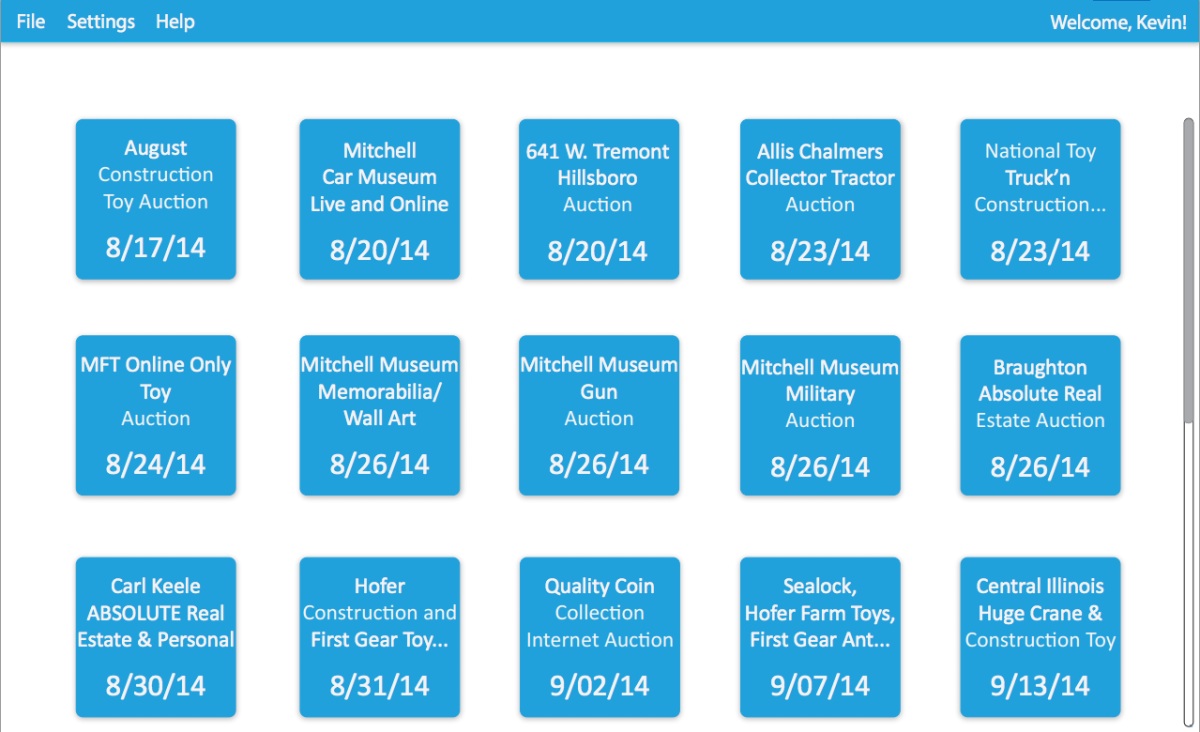 File Settings Help Welcome, Kevin!
August
Construction
Toy Auction
8/17/14
Mitchell
Car Museum
Live and Online
8/20/14
641 W. Tremont
Hillsboro
Auction
8/20/14
Allis Chalmers
Collector Tractor
Auction
8/23/14
National Toy
Truck’n
Construction...
8/23/14
MFT Online Only
Toy
Auction
8/24/14
Mitchell Museum
Memorabilia/
Wall Art
8/26/14
Mitchell Museum
Gun
Auction
8/26/14
Mitchell Museum
Military
Auction
8/26/14
Braughton
Absolute Real
Estate Auction
8/26/14
Carl Keele
ABSOLUTE Real
Estate & Personal
8/30/14
Hofer
Construction and
First Gear Toy...
8/31/14
Quality Coin
Collection
Internet Auction
9/02/14
Sealock,
Hofer Farm Toys,
First Gear Ant...
9/07/14
Central Illinois
Huge Crane &
Construction Toy
9/13/14